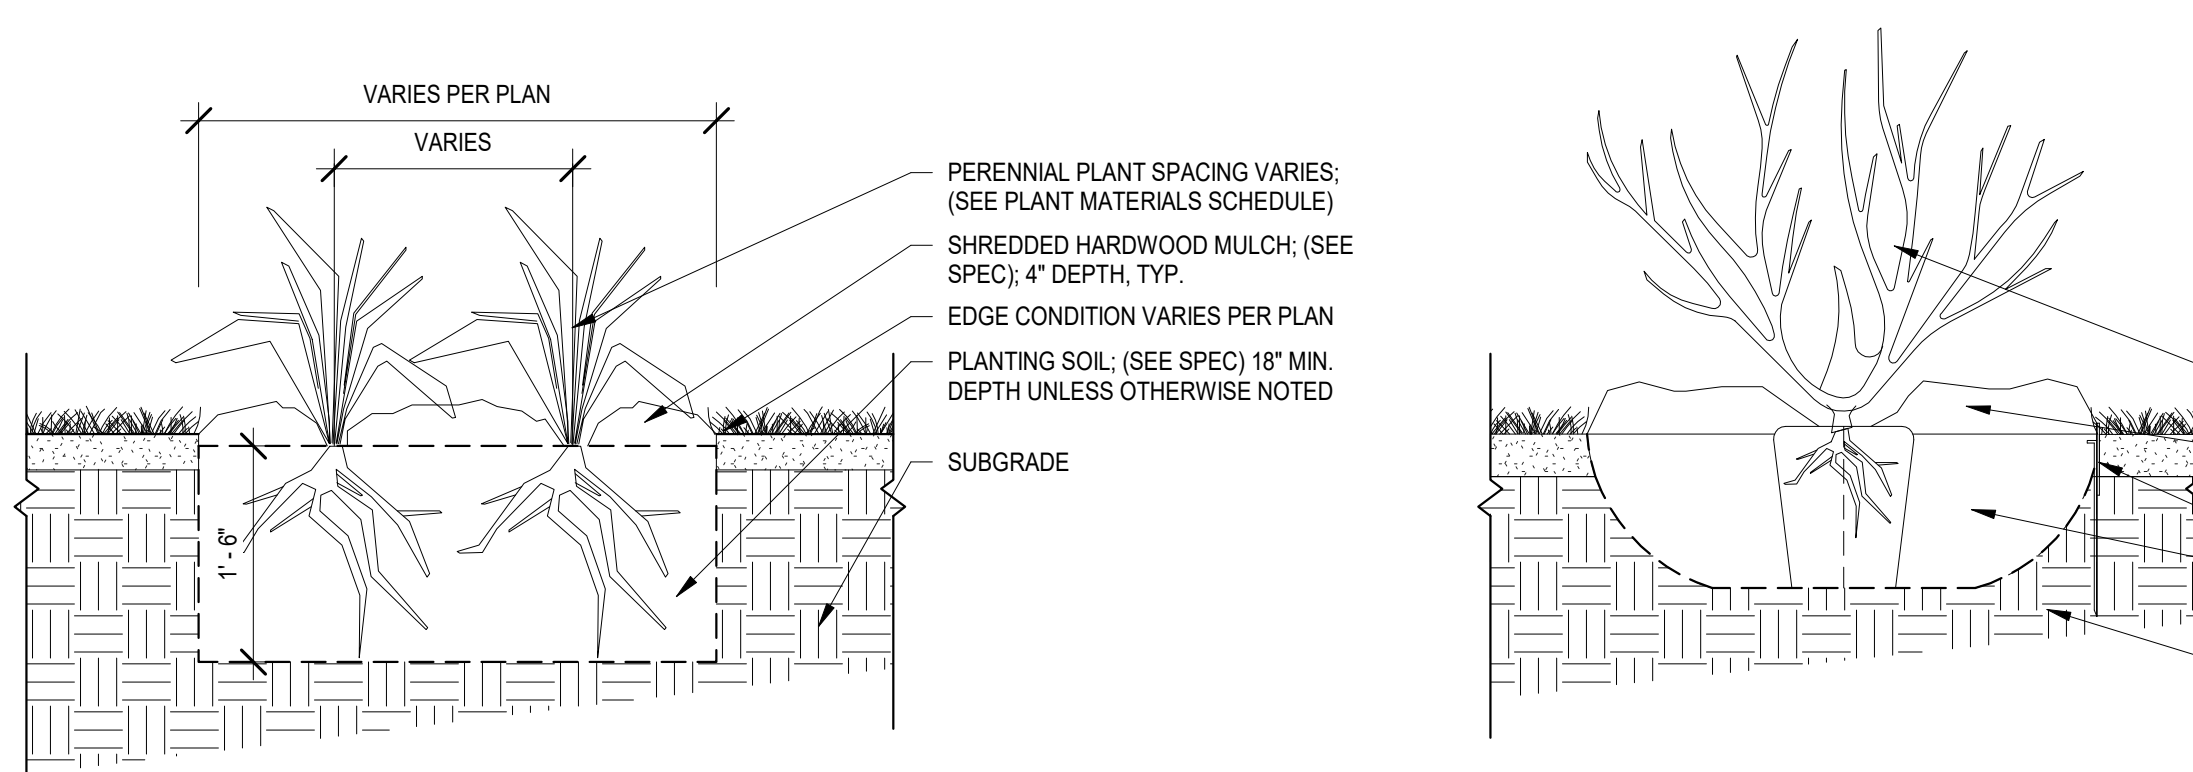 VARIES PER PLAN
VARIES
PERENNIAL PLANT SPACING VARIES;
(SEE PLANT MATERIALS SCHEDULE)
SHREDDED HARDWOOD MULCH; (SEE
SPEC); 4" DEPTH, TYP.
EDGE CONDITION VARIES PER PLAN
PLANTING SOIL; (SEE SPEC) 18" MIN.
DEPTH UNLESS OTHERWISE NOTED
SUBGRADE
1' - 6"